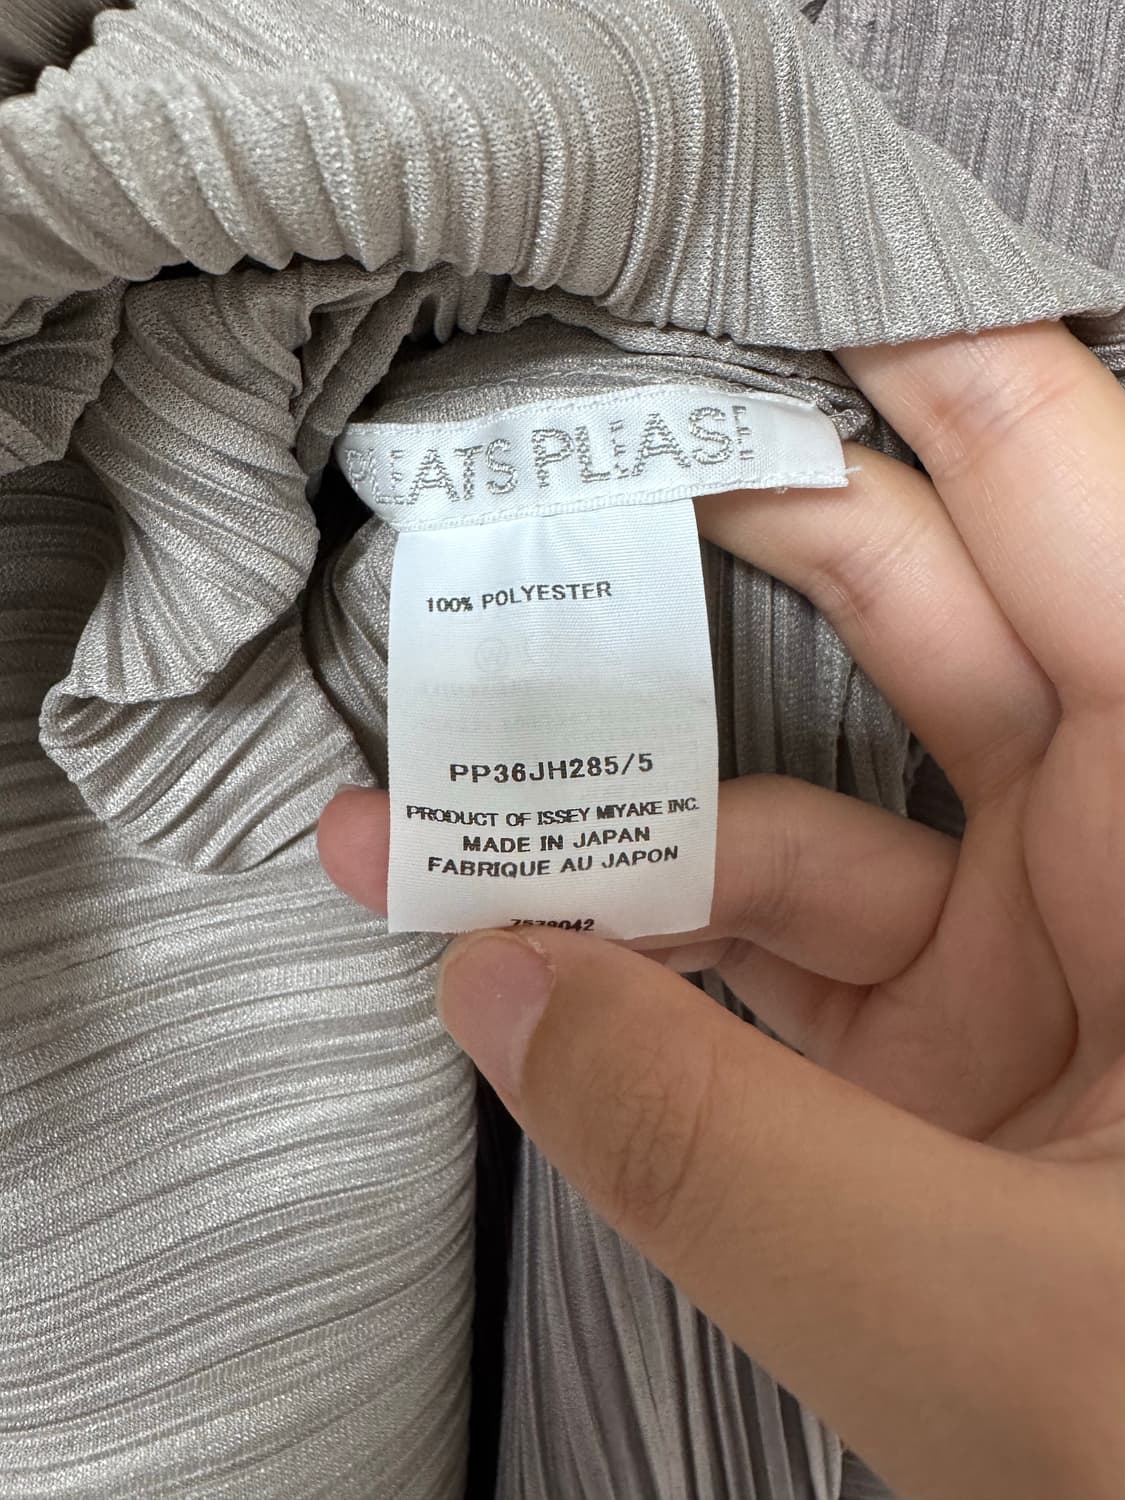 PLEATS PLEASE
100% POLYESTER
PP36JH285/5
PRODUCT OF ISSEY MIYAKE INC.
MADE IN JAPAN
FABRIQUE AU JAPON